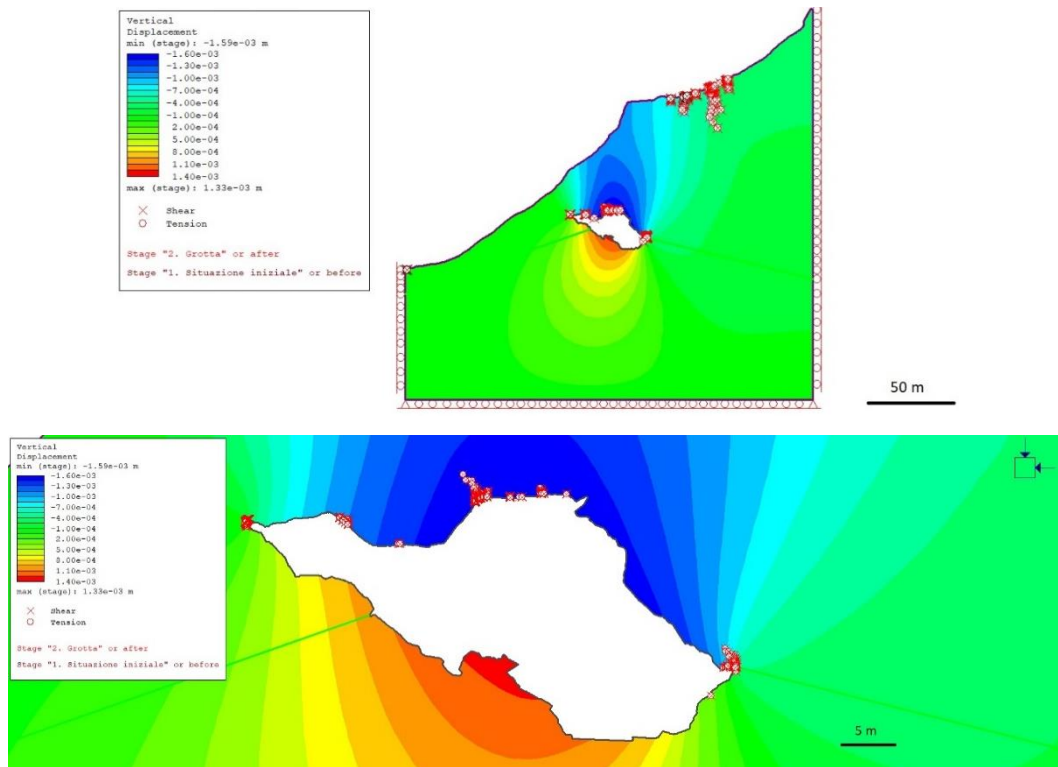 Vertical
Displacement
min (stage): -1.59e-03 m
-1.60e-03
-1.30e-03
-1.00e-03
-7.00e-04
-4.00e-04
-1.00e-04
2.00e-04
5.00e-04
8.00e-04
1.10e-03
1.40e-03
max (stage): 1.33e-03 m
Shear
Tension
Stage "2. Grotta" or after
Stage "1. Situazione iniziale" or before
50 m
Vertical
Displacement
min (stage): -1.59e-03 m
-1.60e-03
-1.30e-03
-1.00e-03
-7.00e-04
-4.00e-04
-1.00e-04
2.00e-04
5.00e-04
8.00e-04
1.10e-03
1.40e-03
max (stage): 1.33e-03 m
Shear
Tension
Stage "2. Grotta" or after
Stage "1. Situazione iniziale" or before
5 m